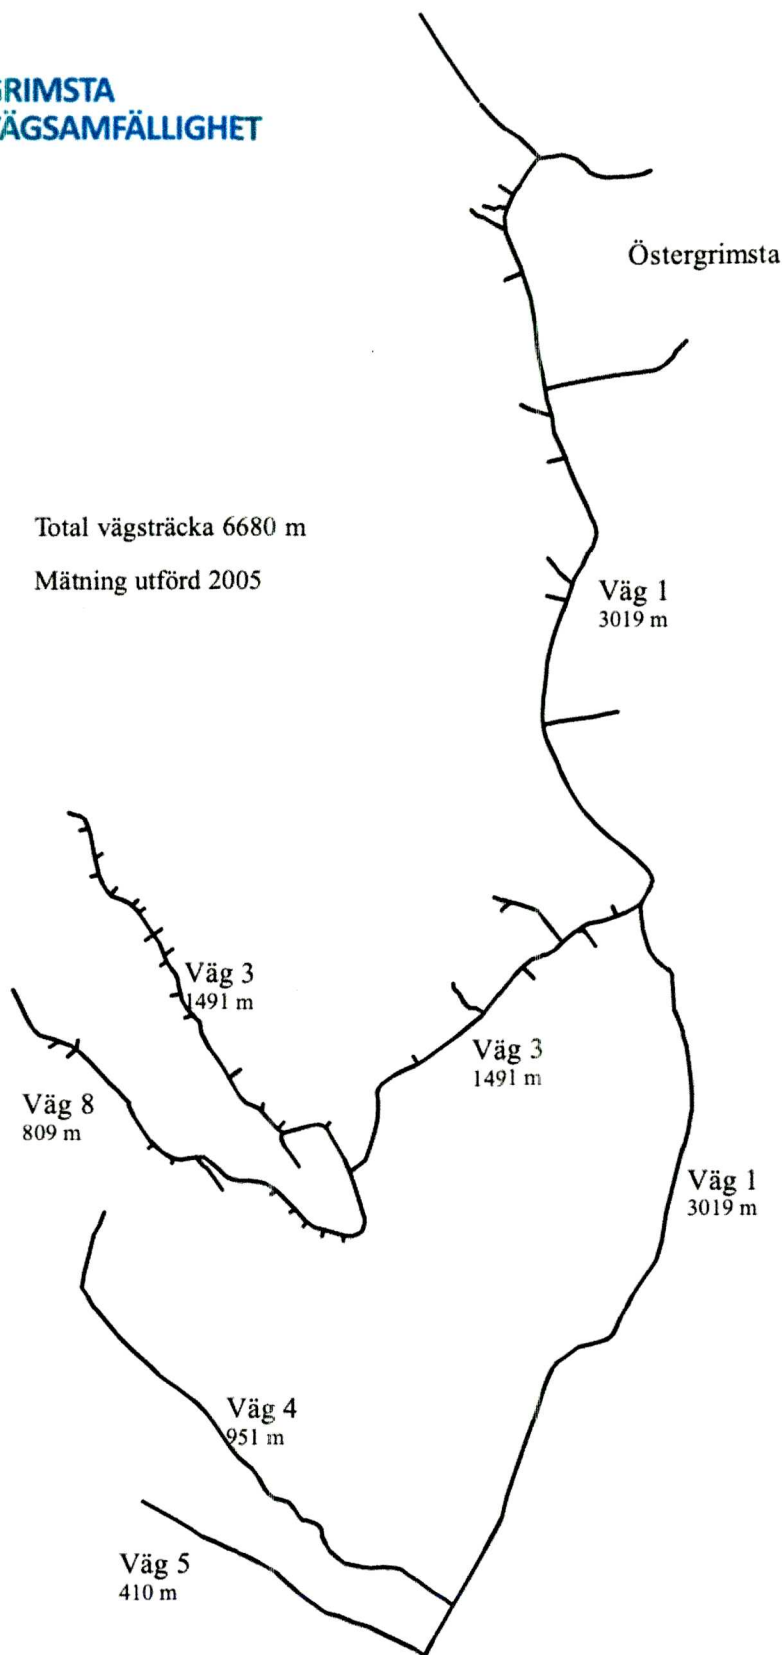 GRIMSTA
VÄGSAMFÄLLIGHET
Östergrimsta
Total vägsträcka 6680 m
Mätning utförd 2005
Väg 1
3019 m
Väg 3
1491 m
Väg 3
1491 m
Väg 8
809 m
Väg 1
3019 m
Väg 4
951 m
Väg 5
410 m